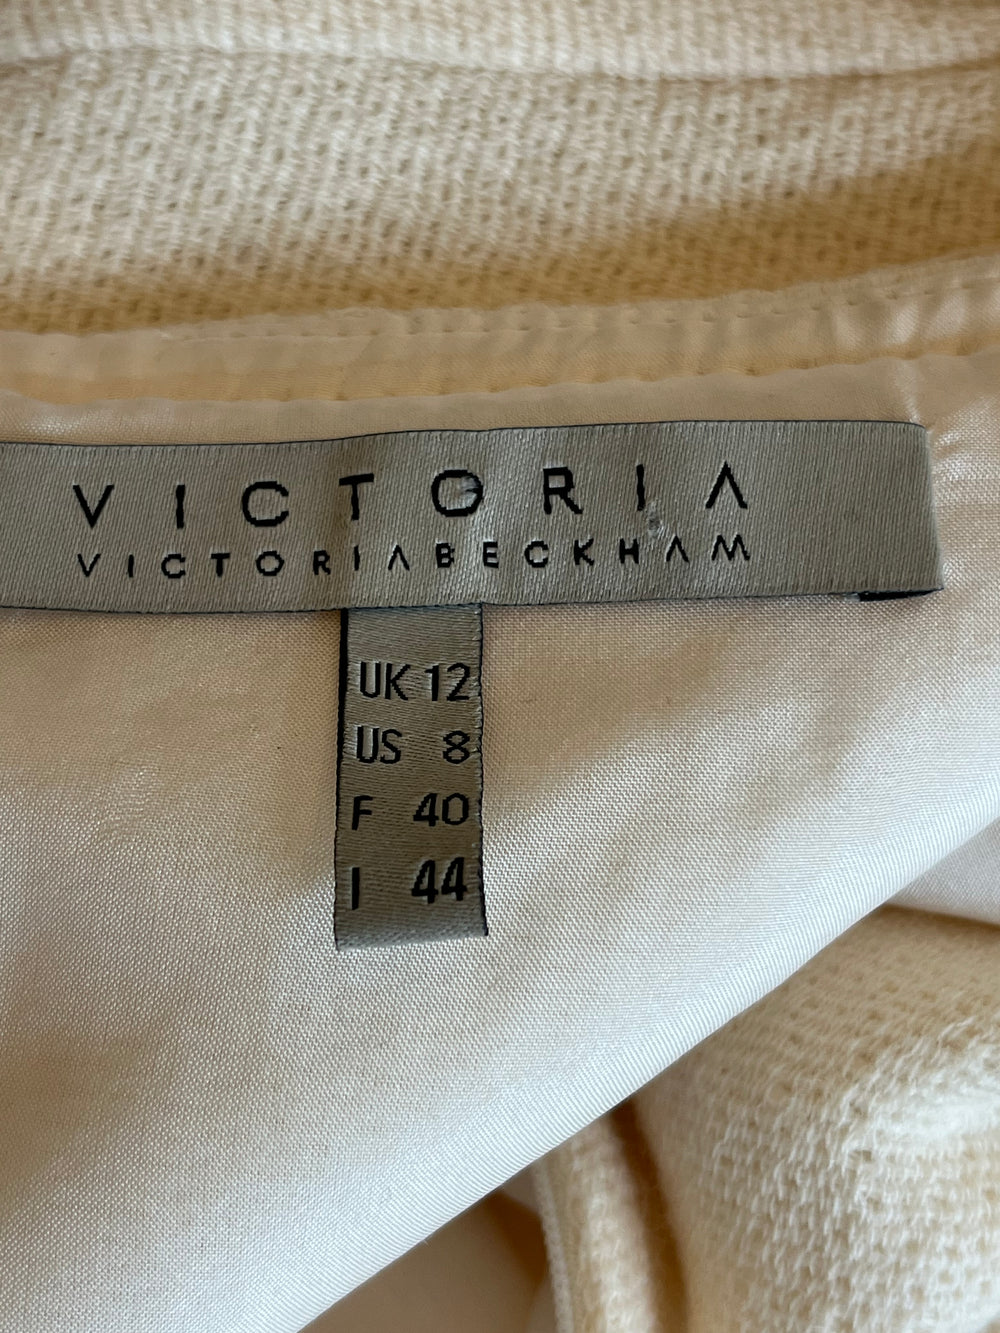 VICTORIA
VICTORIABECKHAM
UK 12
US 8
F 40
I 44